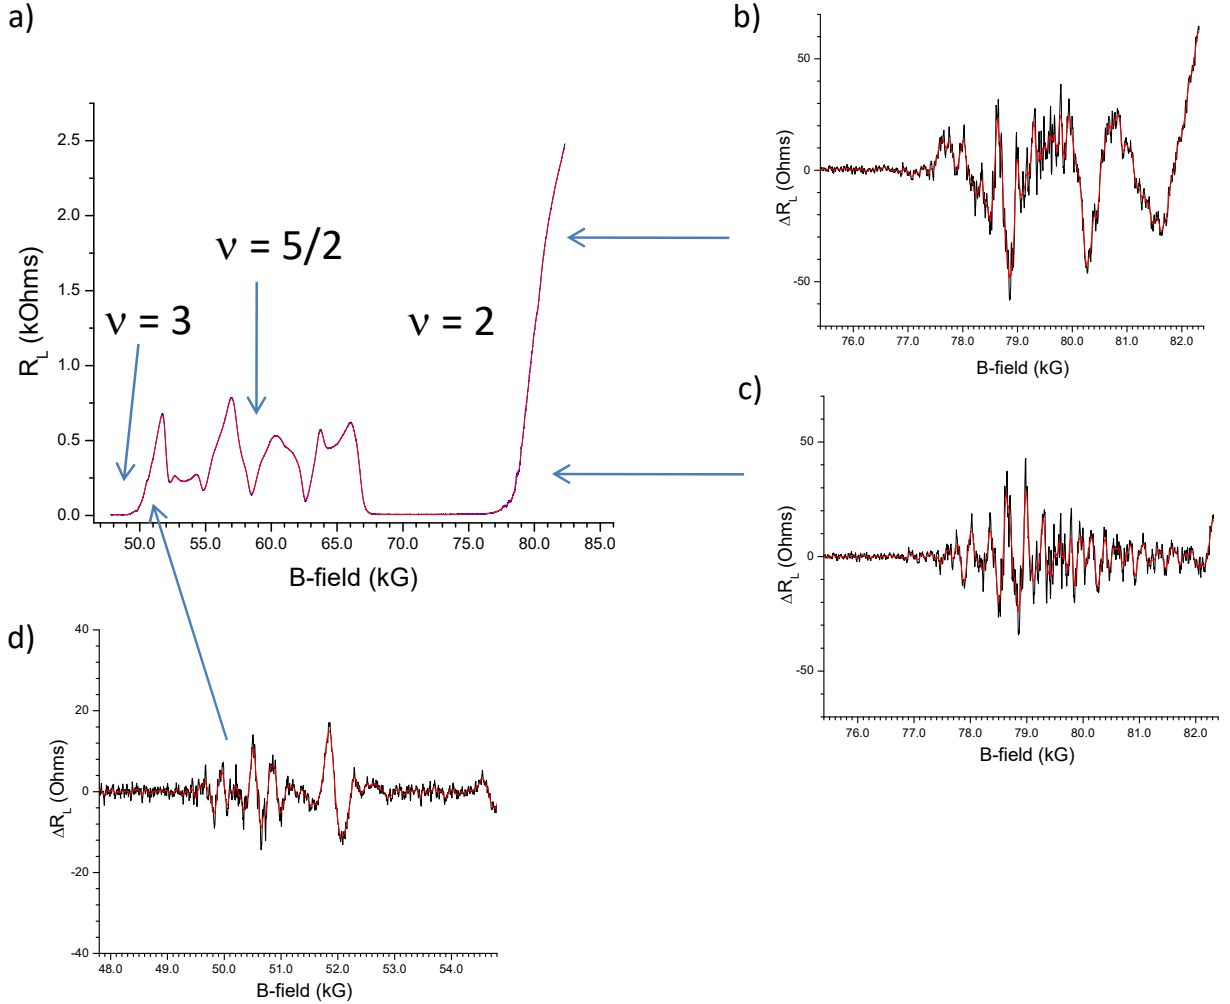 a)
2.5
2.0
1.5
1.0
0.5
0.0
R_L (kOhms)
ν = 3
ν = 5/2
ν = 2
50.0 55.0 60.0 65.0 70.0 75.0 80.0 85.0
B-field (kG)
b)
50
0
-50
ΔR_L (Ohms)
76.0 77.0 78.0 79.0 80.0 81.0 82.0
B-field (kG)
c)
50
0
-50
ΔR_L (Ohms)
76.0 77.0 78.0 79.0 80.0 81.0 82.0
B-field (kG)
d)
40
20
0
-20
-40
ΔR_L (Ohms)
48.0 49.0 50.0 51.0 52.0 53.0 54.0
B-field (kG)